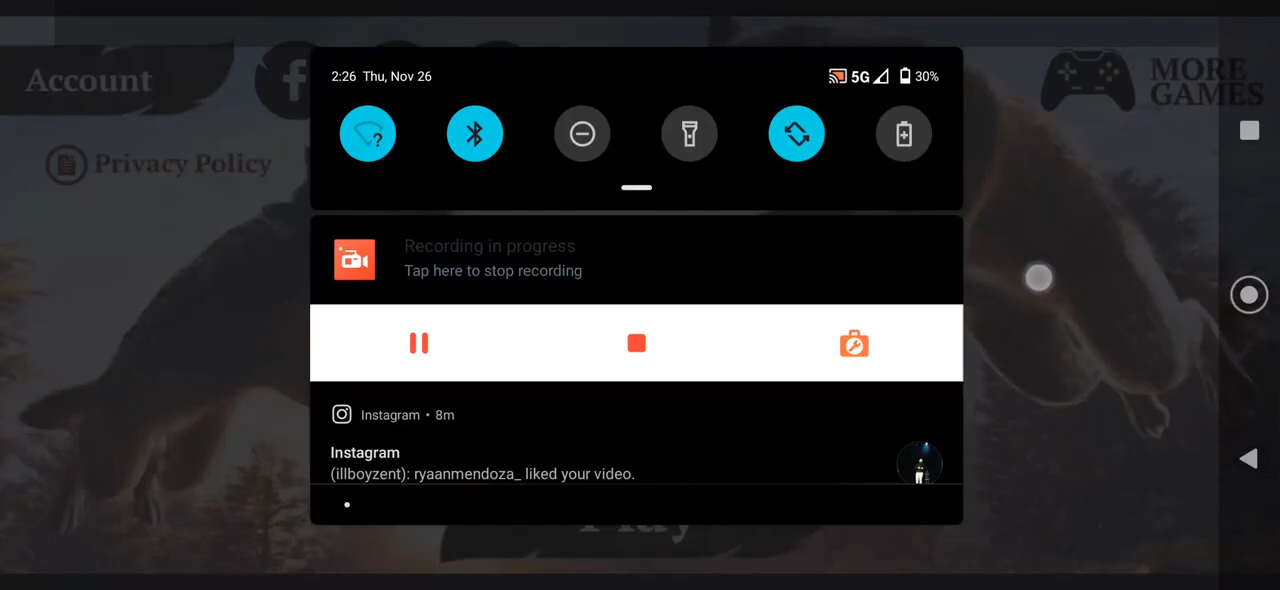 2:26 Thu, Nov 26
5G 30%
Account
f
MORE
GAMES
Privacy Policy
Recording in progress
Tap here to stop recording
Instagram • 8m
Instagram
(illboyzent): ryaanmendoza_ liked your video.
Play